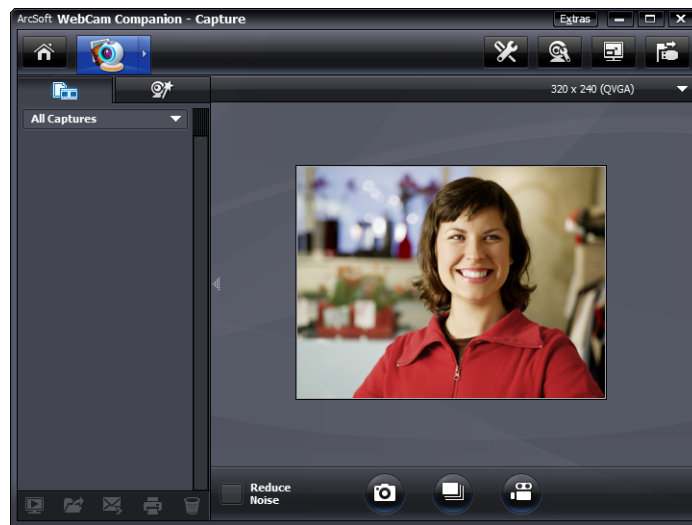 ArcSoft WebCam Companion - Capture
Extras
320 x 240 (QVGA)
All Captures
Reduce
Noise